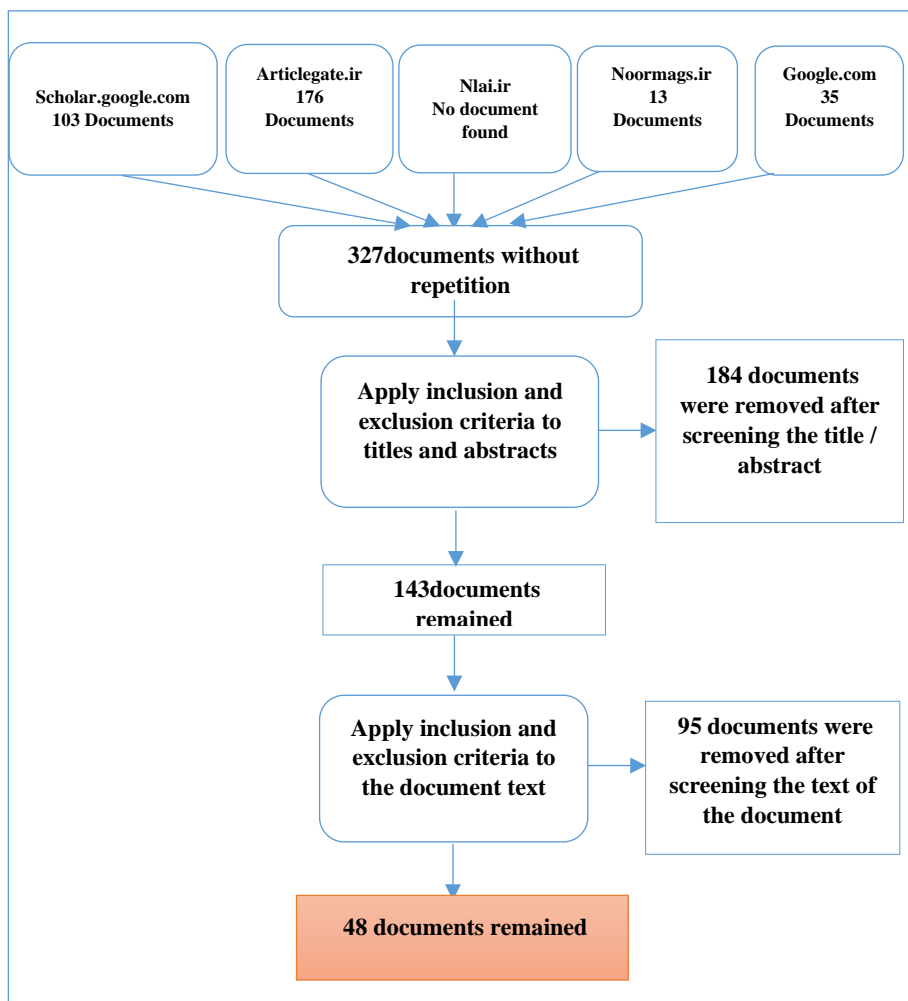 Scholar.google.com
103 Documents
Articlegate.ir
176
Documents
Nlai.ir
No document
found
Noormags.ir
13
Documents
Google.com
35
Documents
327documents without
repetition
Apply inclusion and
exclusion criteria to
titles and abstracts
184 documents
were removed after
screening the title /
abstract
143documents
remained
Apply inclusion and
exclusion criteria to
the document text
95 documents were
removed after
screening the text of
the document
48 documents remained